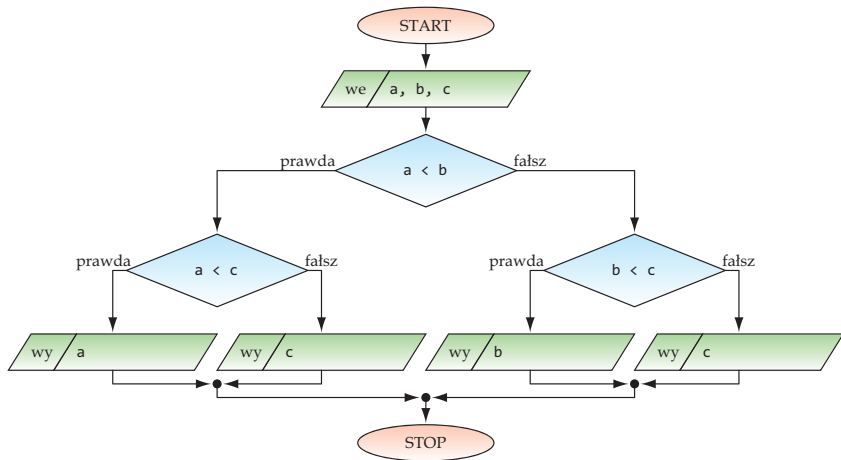 START
we a, b, c
prawda a < b fałsz
prawda a < c fałsz
prawda b < c fałsz
wy a
wy c
wy b
wy c
STOP